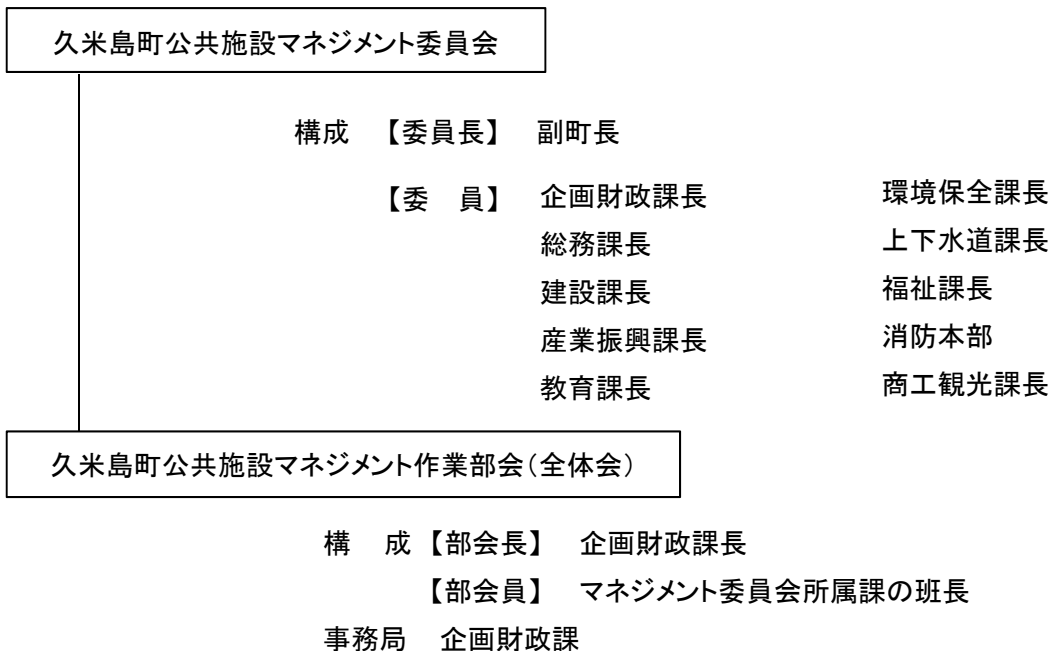 久米島町公共施設マネジメント委員会
構成 【委員長】 副町長
【委 員】 企画財政課長 環境保全課長
総務課長 上下水道課長
建設課長 福祉課長
産業振興課長 消防本部
教育課長 商工観光課長
久米島町公共施設マネジメント作業部会（全体会）
構 成 【部会長】 企画財政課長
【部会員】 マネジメント委員会所属課の班長
事務局 企画財政課